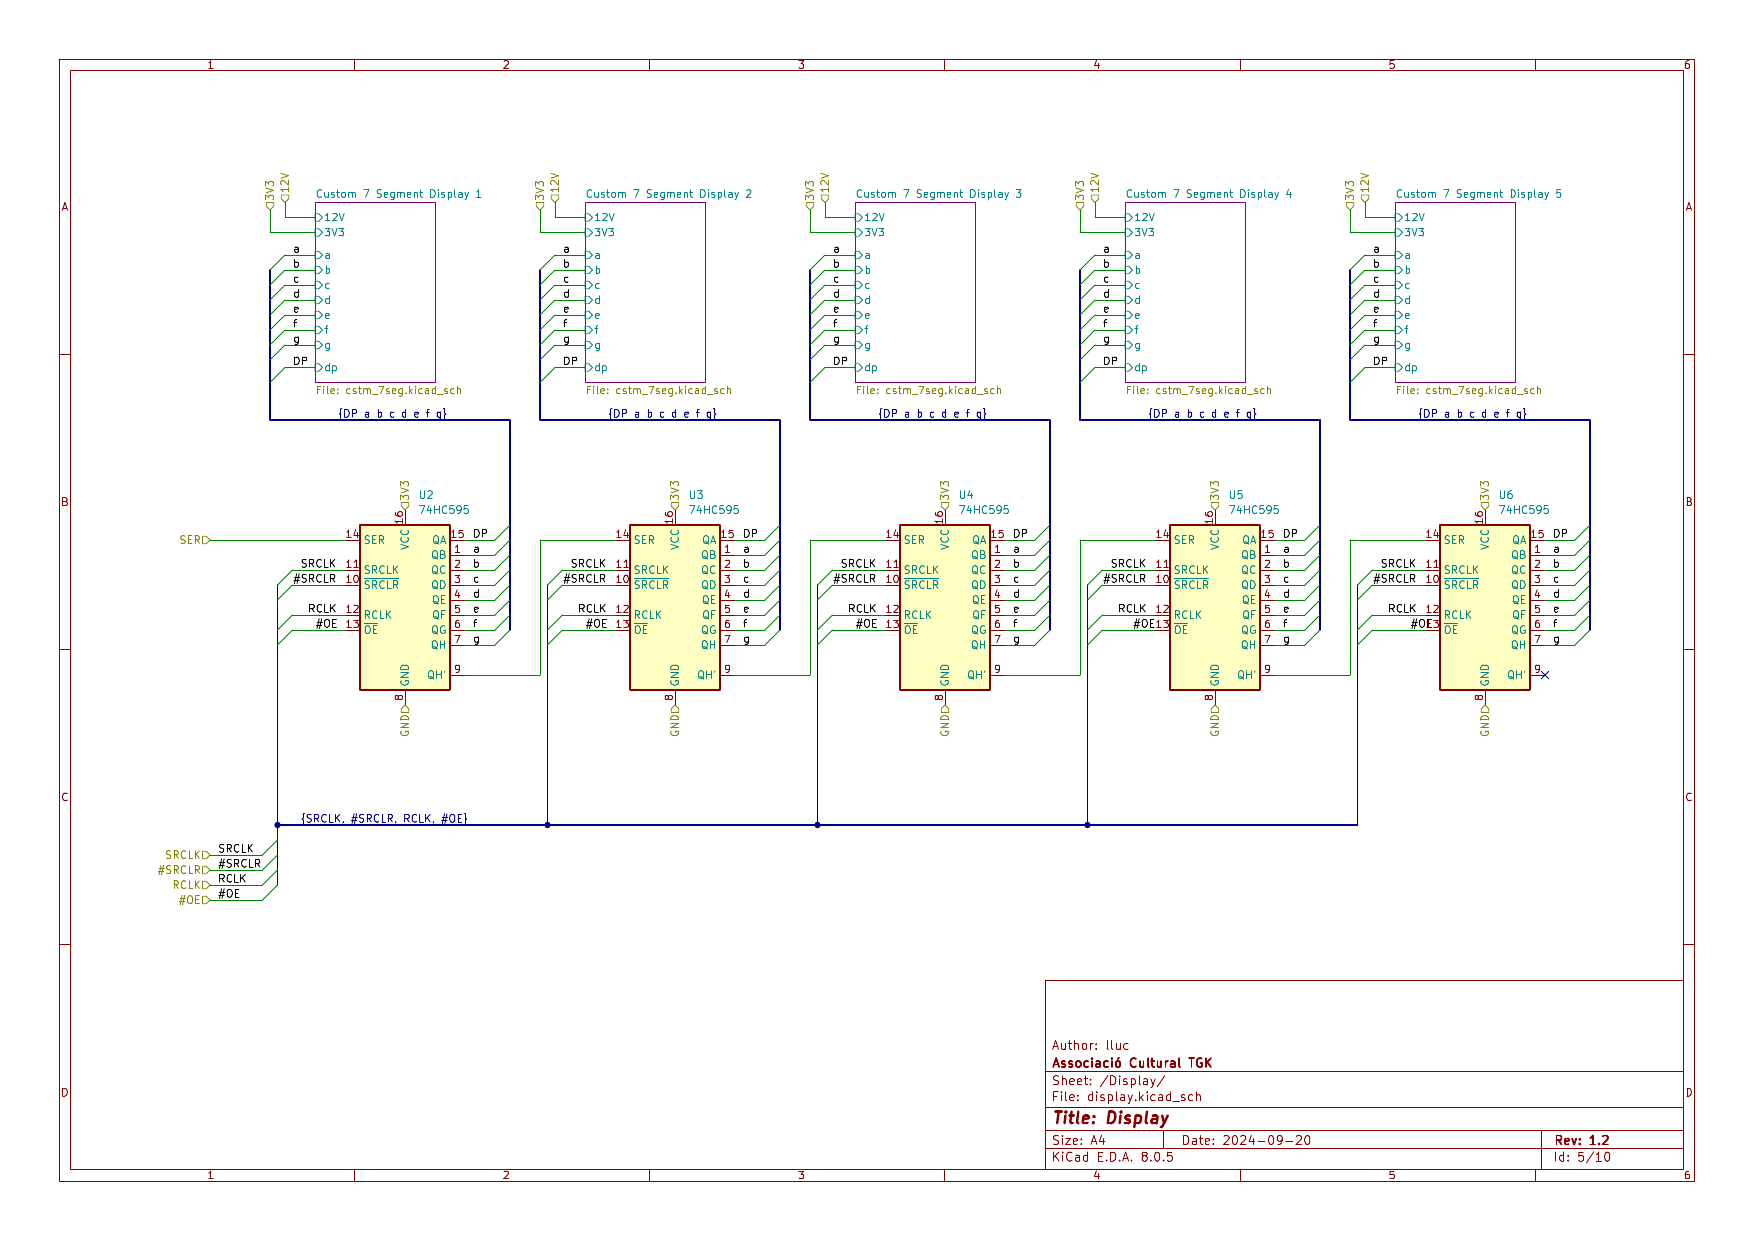 1 2 3 4 5 6
A A
B B
C C
D D
3V3 12V Custom 7 Segment Display 1
12V
3V3
a a
b b
c c
d d
e e
f f
g g
DP dp
File: cstm_7seg.kicad_sch
{DP a b c d e f g}
3V3 12V Custom 7 Segment Display 2
12V
3V3
a a
b b
c c
d d
e e
f f
g g
DP dp
File: cstm_7seg.kicad_sch
{DP a b c d e f g}
3V3 12V Custom 7 Segment Display 3
12V
3V3
a a
b b
c c
d d
e e
f f
g g
DP dp
File: cstm_7seg.kicad_sch
{DP a b c d e f g}
3V3 12V Custom 7 Segment Display 4
12V
3V3
a a
b b
c c
d d
e e
f f
g g
DP dp
File: cstm_7seg.kicad_sch
{DP a b c d e f g}
3V3 12V Custom 7 Segment Display 5
12V
3V3
a a
b b
c c
d d
e e
f f
g g
DP dp
File: cstm_7seg.kicad_sch
{DP a b c d e f g}
3V3 U2
74HC595
16 VCC
SER 14 SER QA 15 DP
QB 1 a
SRCLK 11 SRCLK QC 2 b
#SRCLR 10 SRCLR QD 3 c
QE 4 d
RCLK 12 RCLK QF 5 e
#OE 13 OE QG 6 f
QH 7 g
QH' 9
GND 8
GND
3V3 U3
74HC595
16 VCC
14 SER QA 15 DP
QB 1 a
SRCLK 11 SRCLK QC 2 b
#SRCLR 10 SRCLR QD 3 c
QE 4 d
RCLK 12 RCLK QF 5 e
#OE 13 OE QG 6 f
QH 7 g
QH' 9
GND 8
GND
3V3 U4
74HC595
16 VCC
14 SER QA 15 DP
QB 1 a
SRCLK 11 SRCLK QC 2 b
#SRCLR 10 SRCLR QD 3 c
QE 4 d
RCLK 12 RCLK QF 5 e
#OE 13 OE QG 6 f
QH 7 g
QH' 9
GND 8
GND
3V3 U5
74HC595
16 VCC
14 SER QA 15 DP
QB 1 a
SRCLK 11 SRCLK QC 2 b
#SRCLR 10 SRCLR QD 3 c
QE 4 d
RCLK 12 RCLK QF 5 e
#OE 13 OE QG 6 f
QH 7 g
QH' 9
GND 8
GND
3V3 U6
74HC595
16 VCC
14 SER QA 15 DP
QB 1 a
SRCLK 11 SRCLK QC 2 b
#SRCLR 10 SRCLR QD 3 c
QE 4 d
RCLK 12 RCLK QF 5 e
#OE 13 OE QG 6 f
QH 7 g
QH' 9
GND 8
GND
{SRCLK, #SRCLR, RCLK, #OE}
SRCLK SRCLK
#SRCLR #SRCLR
RCLK RCLK
#OE #OE
Author: lluc
Associació Cultural TGK
Sheet: /Display/
File: display.kicad_sch
Title: Display
Size: A4 Date: 2024-09-20 Rev: 1.2
KiCad E.D.A. 8.0.5 Id: 5/10
1 2 3 4 5 6